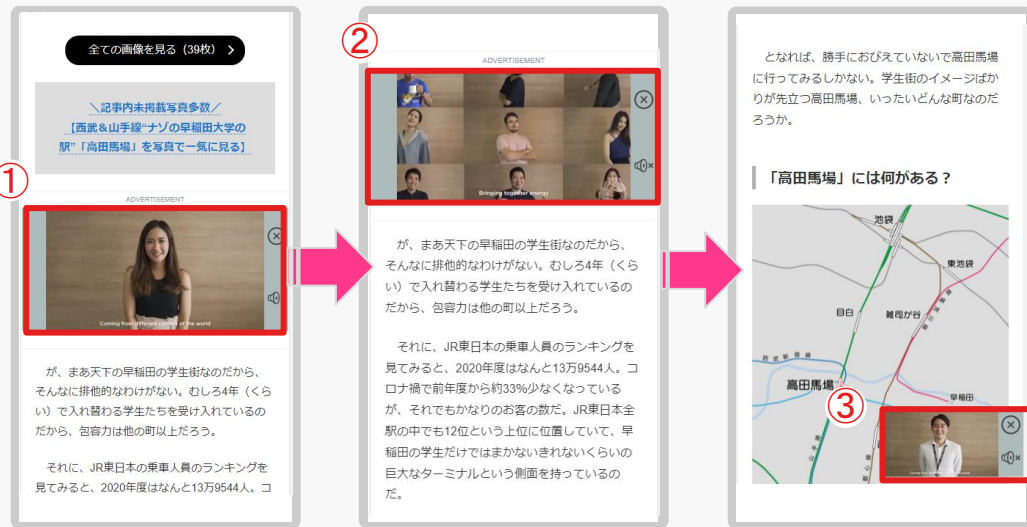 全ての画像を見る（39枚）
＼記事内未掲載写真多数／
【西武&山手線“ナゾの早稲田大学の
駅”「高田馬場」を写真で一気に見る】
①
ADVERTISEMENT
Coming from different corners of the world
が、まあ天下の早稲田の学生街なのだから、
そんなに排他的なわけがない。むしろ4年（くら
い）で入れ替わる学生たちを受け入れているの
だから、包容力は他の町以上だろう。
それに、JR東日本の乗車人員のランキングを
見てみると、2020年度はなんと13万9544人。コ
②
ADVERTISEMENT
Bringing together energy
が、まあ天下の早稲田の学生街なのだから、
そんなに排他的なわけがない。むしろ4年（くら
い）で入れ替わる学生たちを受け入れているの
だから、包容力は他の町以上だろう。
それに、JR東日本の乗車人員のランキングを
見てみると、2020年度はなんと13万9544人。コ
ロナ禍で前年度から約33%少なくなっている
が、それでもかなりのお客の数だ。JR東日本全
駅の中でも12位という上位に位置していて、早
稲田の学生だけではまかないきれないくらいの
巨大なターミナルという側面を持っているの
だ。
となれば、勝手におびえていないで高田馬場
に行ってみるしかない。学生街のイメージばか
りが先立つ高田馬場、いったいどんな町なのだ
ろうか。
「高田馬場」には何がある？
池袋
東池袋
目白
雑司が谷
西武新宿線
高田馬場
早稲田
③